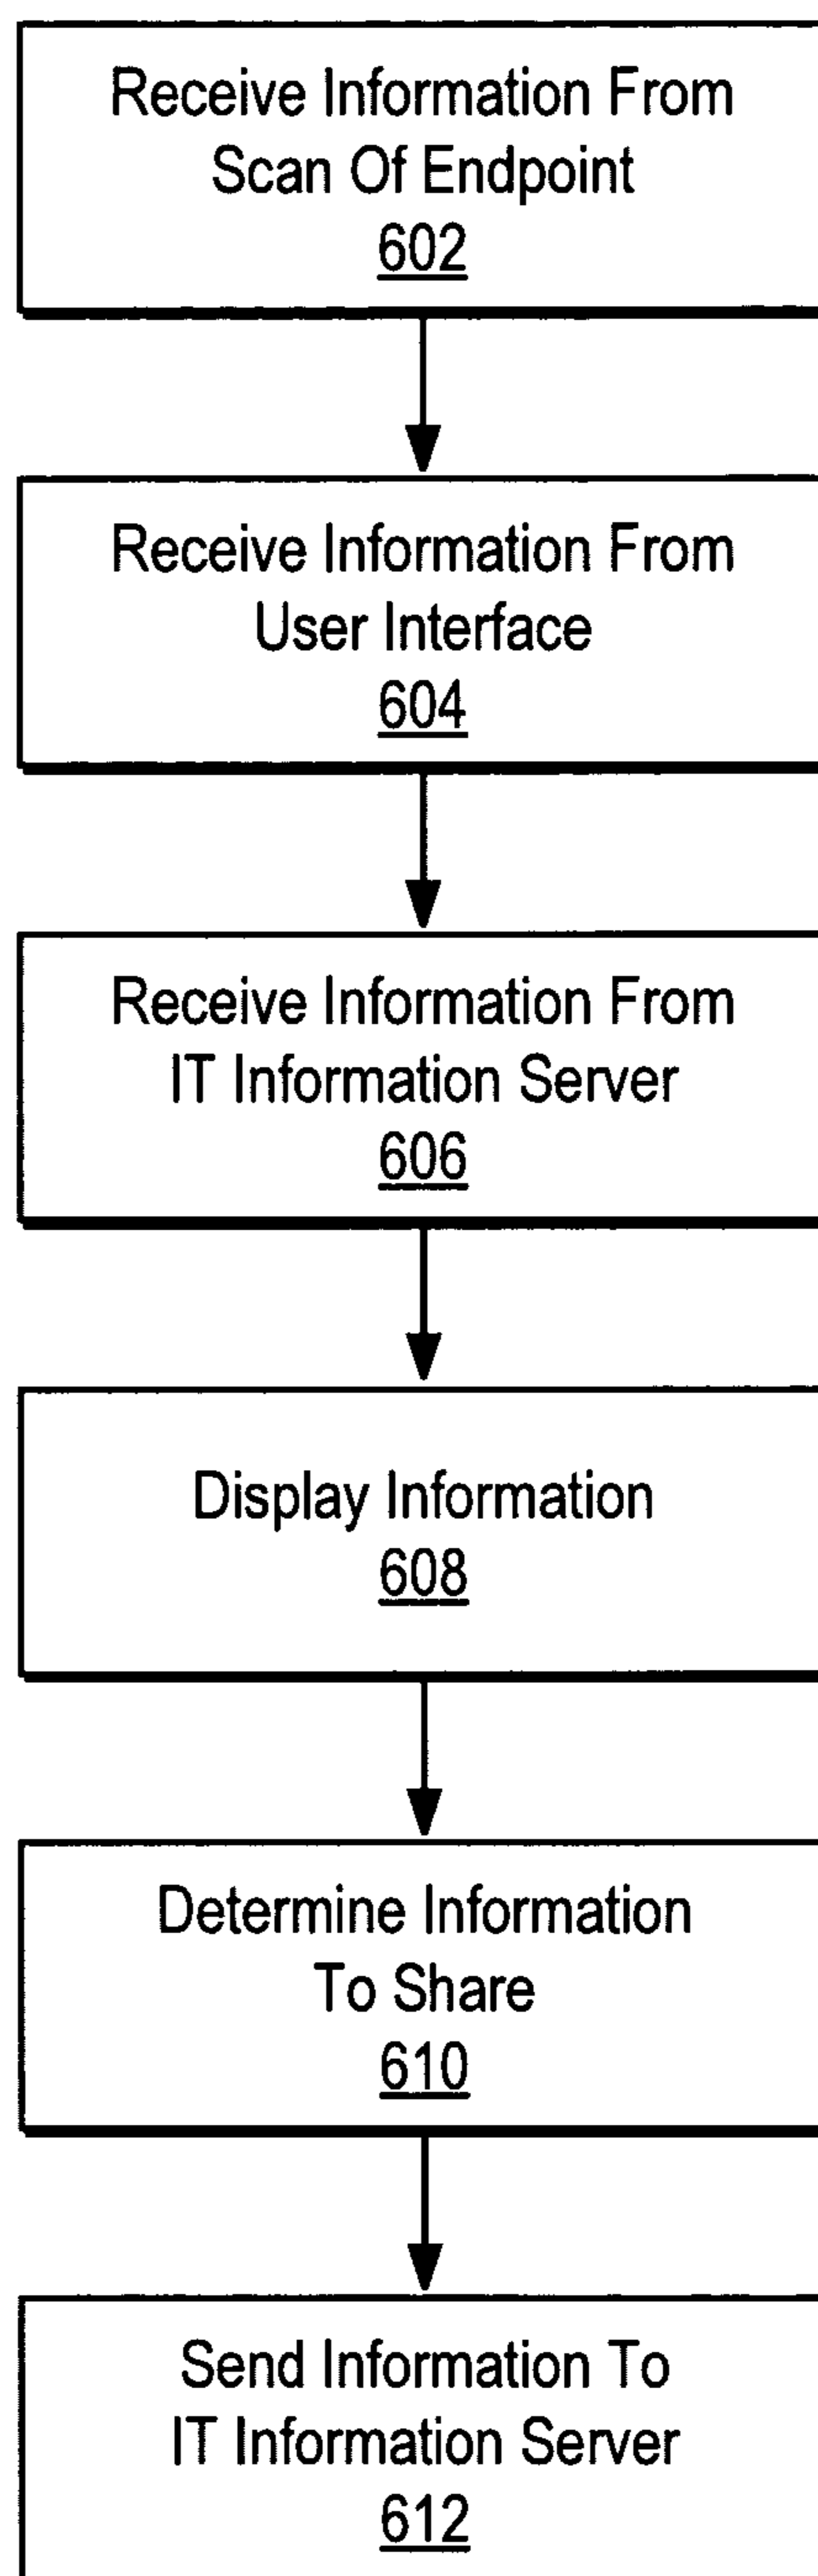 Receive Information From
Scan Of Endpoint
602
Receive Information From
User Interface
604
Receive Information From
IT Information Server
606
Display Information
608
Determine Information
To Share
610
Send Information To
IT Information Server
612